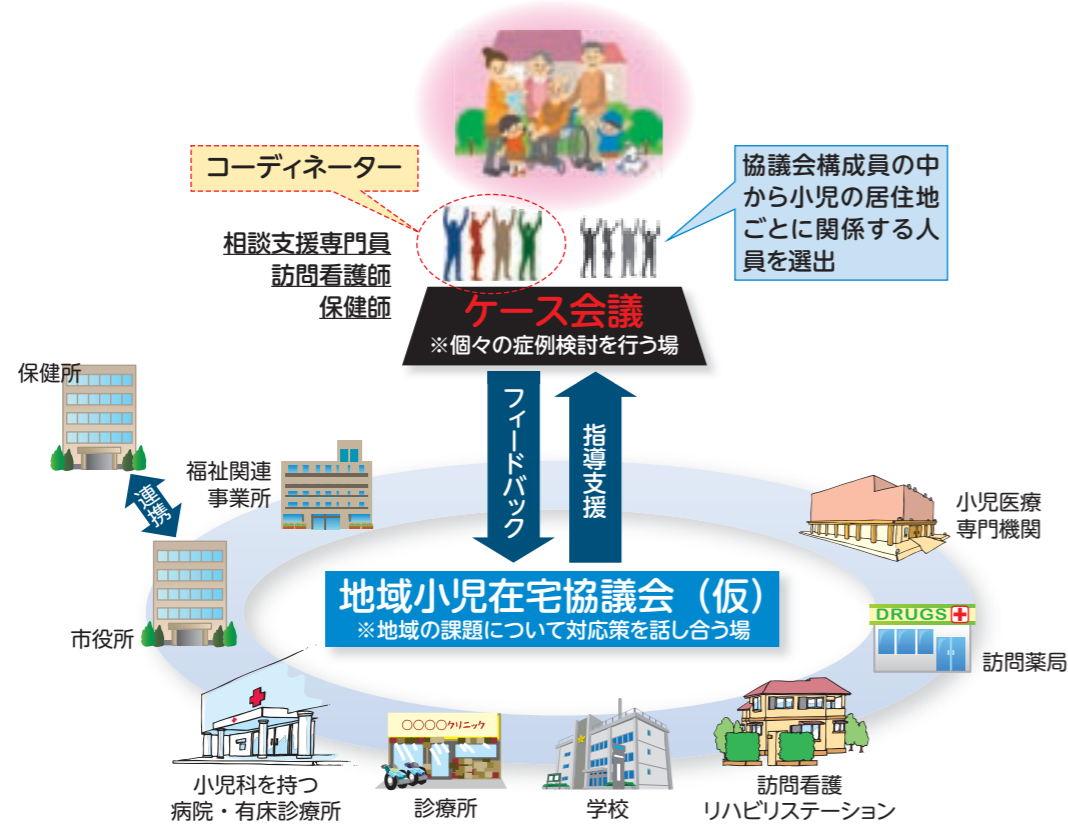 コーディネーター
協議会構成員の中
から小児の居住地
ごとに関係する人
員を選出
相談支援専門員
訪問看護師
保健師
ケース会議
※個々の症例検討を行う場
フィードバック
指導支援
保健所
連携
福祉関連
事業所
小児医療
専門機関
地域小児在宅協議会（仮）
※地域の課題について対応策を話し合う場
市役所
DRUGS
訪問薬局
〇〇〇〇クリニック
小児科を持つ
病院・有床診療所
診療所
学校
訪問看護
リハビリステーション